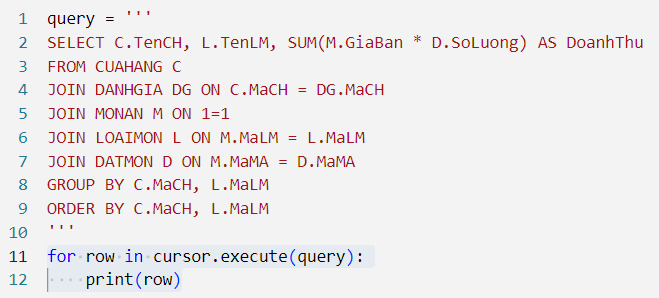 1 query = '''
2 SELECT C.TenCH, L.TenLM, SUM(M.GiaBan * D.SoLuong) AS DoanhThu
3 FROM CUAHANG C
4 JOIN DANHGIA DG ON C.MaCH = DG.MaCH
5 JOIN MONAN M ON 1=1
6 JOIN LOAIMON L ON M.MaLM = L.MaLM
7 JOIN DATMON D ON M.MaMA = D.MaMA
8 GROUP BY C.MaCH, L.MaLM
9 ORDER BY C.MaCH, L.MaLM
10 '''
11 for row in cursor.execute(query):
12     print(row)